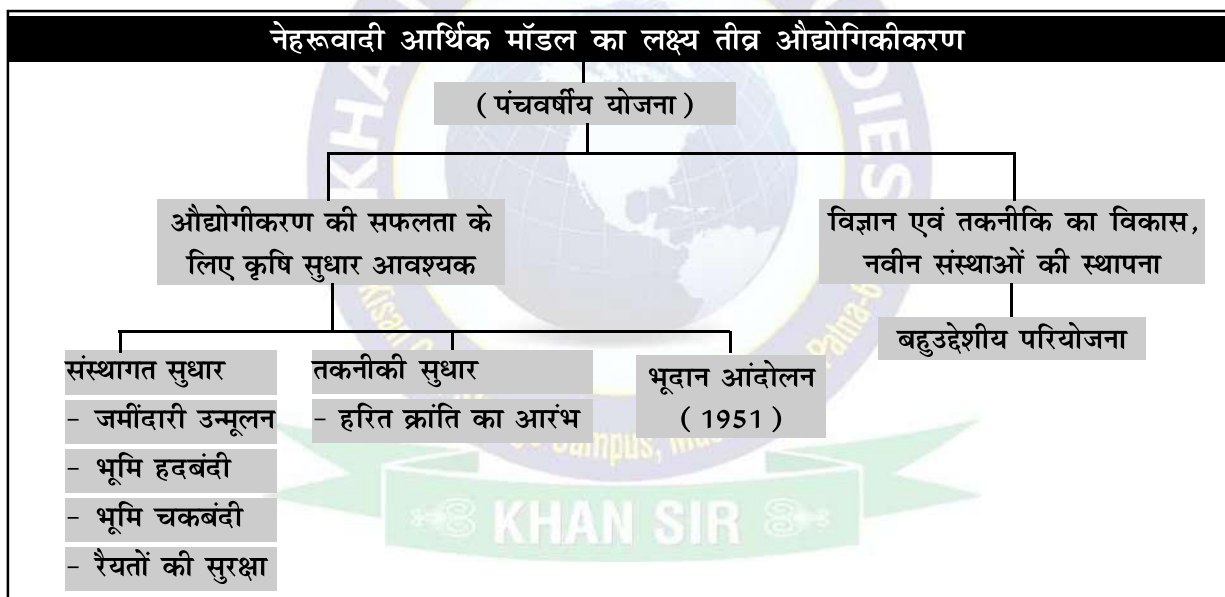 नेहरूवादी आर्थिक मॉडल का लक्ष्य तीव्र औद्योगिकीकरण
( पंचवर्षीय योजना )
औद्योगीकरण की सफलता के
लिए कृषि सुधार आवश्यक
विज्ञान एवं तकनीकि का विकास,
नवीन संस्थाओं की स्थापना
बहुउद्देशीय परियोजना
संस्थागत सुधार
- जमींदारी उन्मूलन
- भूमि हदबंदी
- भूमि चकबंदी
- रैयतों की सुरक्षा
तकनीकी सुधार
- हरित क्रांति का आरंभ
भूदान आंदोलन
( 1951 )
KHAN SIR